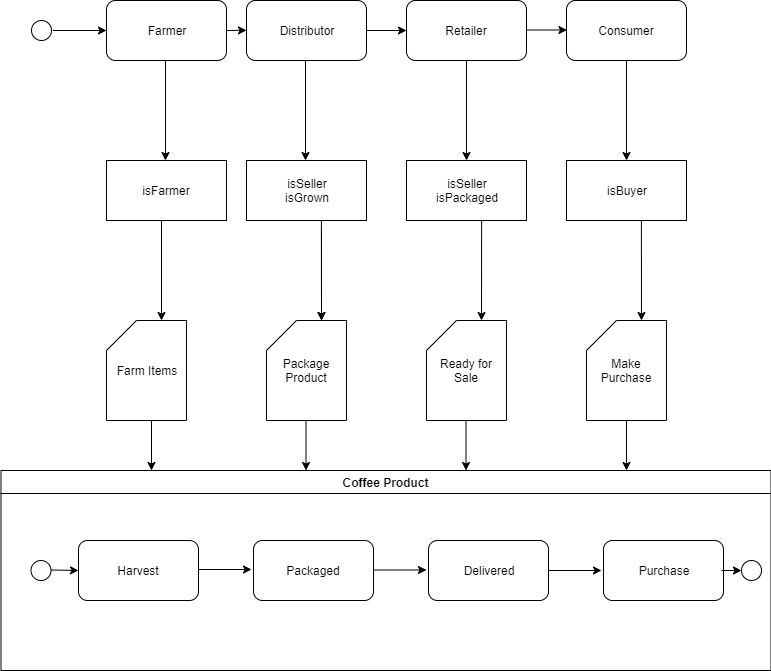 Farmer
Distributor
Retailer
Consumer
isFarmer
isSeller
isGrown
isSeller
isPackaged
isBuyer
Farm Items
Package
Product
Ready for
Sale
Make
Purchase
Coffee Product
Harvest
Packaged
Delivered
Purchase